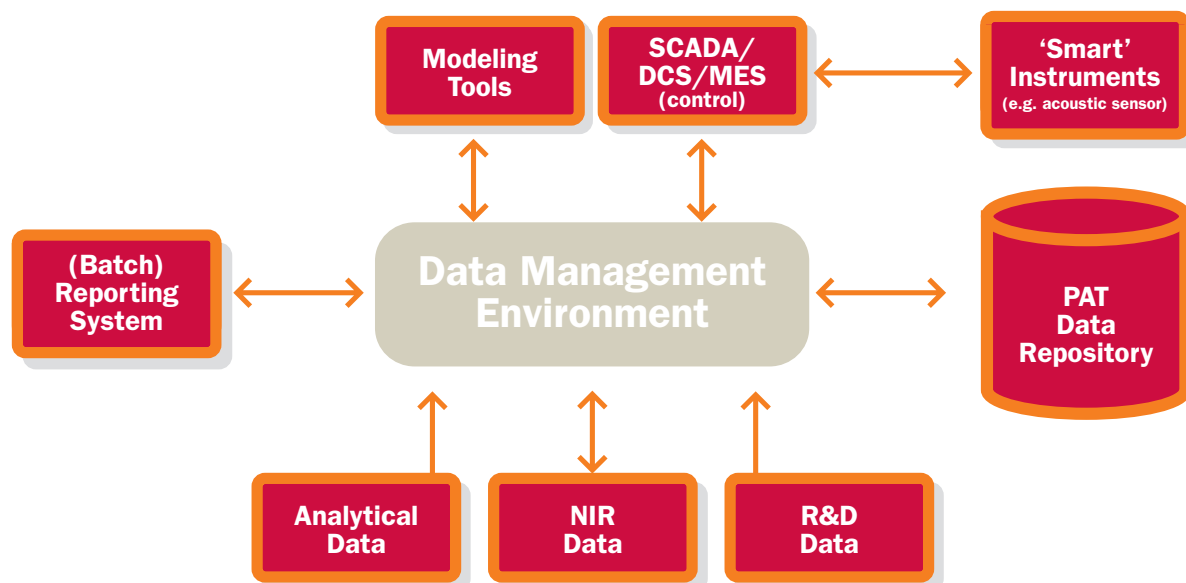 Modeling
Tools
SCADA/
DCS/MES
(control)
‘Smart’
Instruments
(e.g. acoustic sensor)
(Batch)
Reporting
System
Data Management
Environment
PAT
Data
Repository
Analytical
Data
NIR
Data
R&D
Data